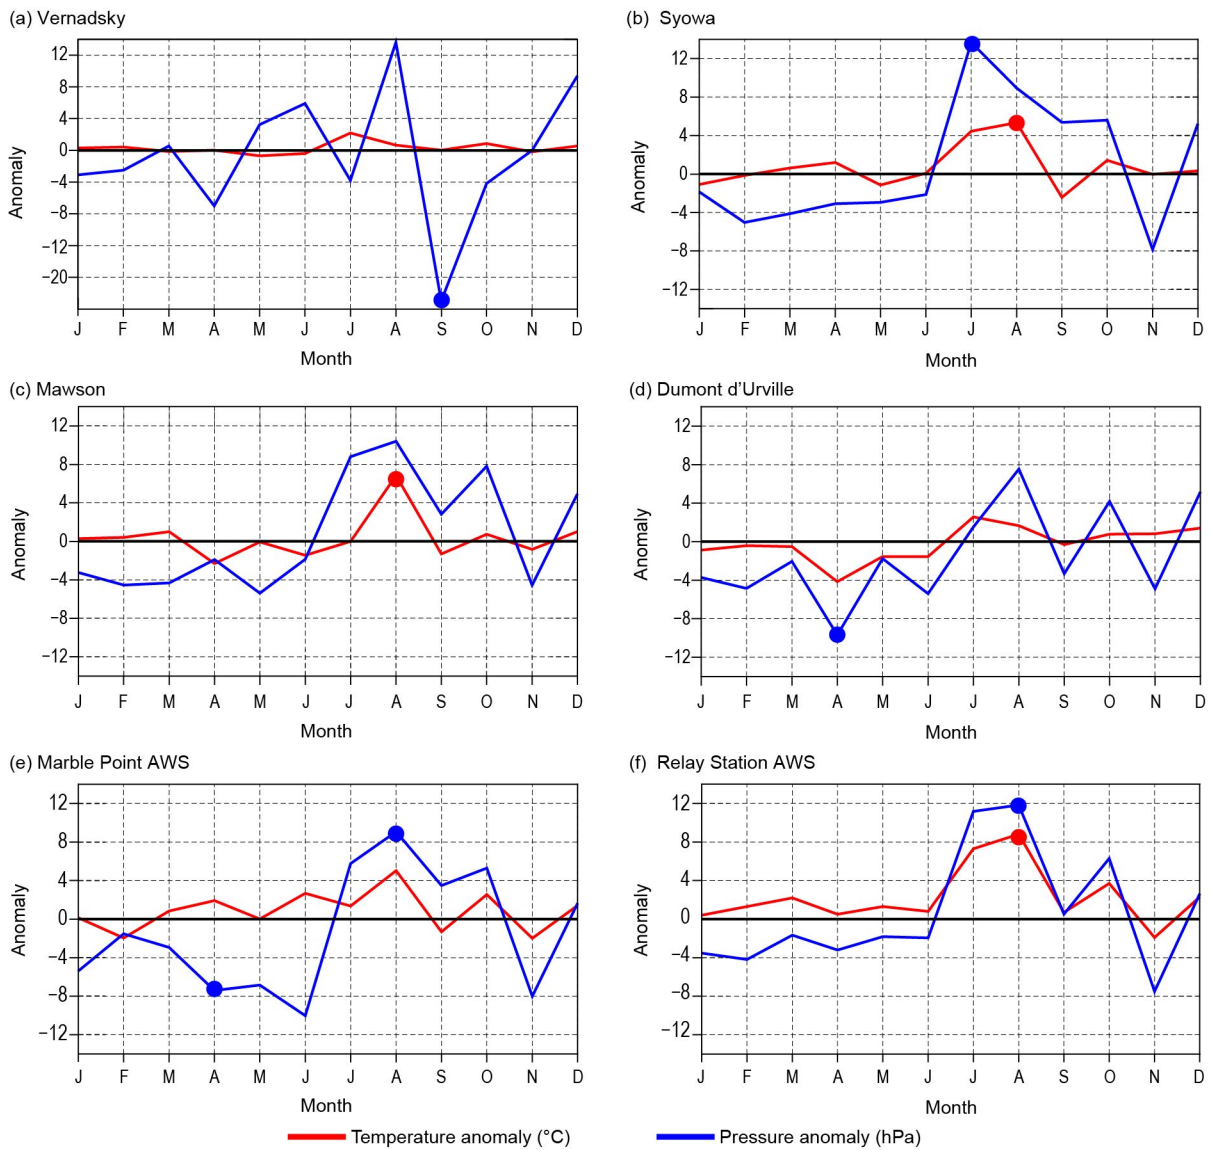 (a) Vernadsky
12
8
4
0
−4
−8
−12
−20
Anomaly
J F M A M J J A S O N D
Month
(b) Syowa
12
8
4
0
−4
−8
−12
Anomaly
J F M A M J J A S O N D
Month
(c) Mawson
12
8
4
0
−4
−8
−12
Anomaly
J F M A M J J A S O N D
Month
(d) Dumont d’Urville
12
8
4
0
−4
−8
−12
Anomaly
J F M A M J J A S O N D
Month
(e) Marble Point AWS
12
8
4
0
−4
−8
−12
Anomaly
J F M A M J J A S O N D
Month
(f) Relay Station AWS
12
8
4
0
−4
−8
−12
Anomaly
J F M A M J J A S O N D
Month
Temperature anomaly (°C)
Pressure anomaly (hPa)